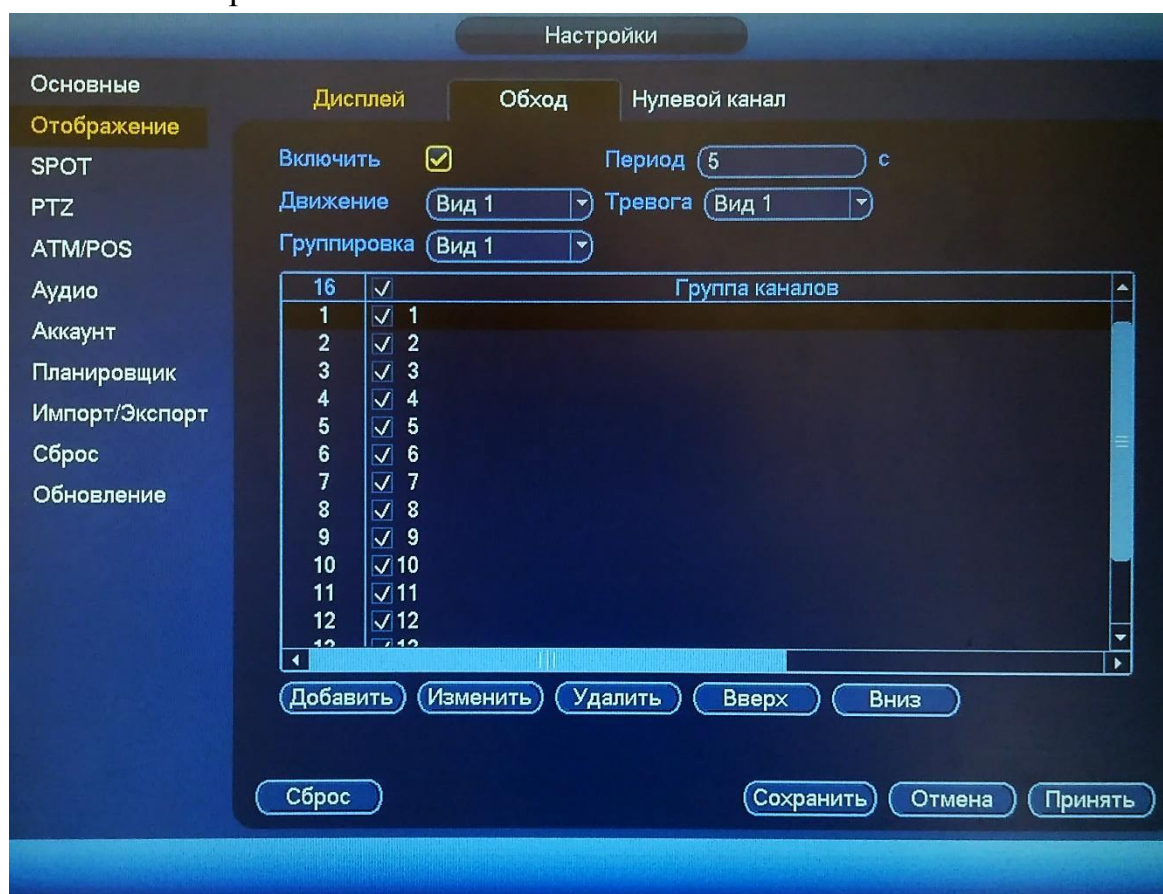 Настройки
Основные
Отображение
SPOT
PTZ
ATM/POS
Аудио
Аккаунт
Планировщик
Импорт/Экспорт
Сброс
Обновление
Дисплей Обход Нулевой канал
Включить Период 5 с
Движение Вид 1 Тревога Вид 1
Группировка Вид 1
16 Группа каналов
1 1
2 2
3 3
4 4
5 5
6 6
7 7
8 8
9 9
10 10
11 11
12 12
Добавить Изменить Удалить Вверх Вниз
Сброс Сохранить Отмена Принять